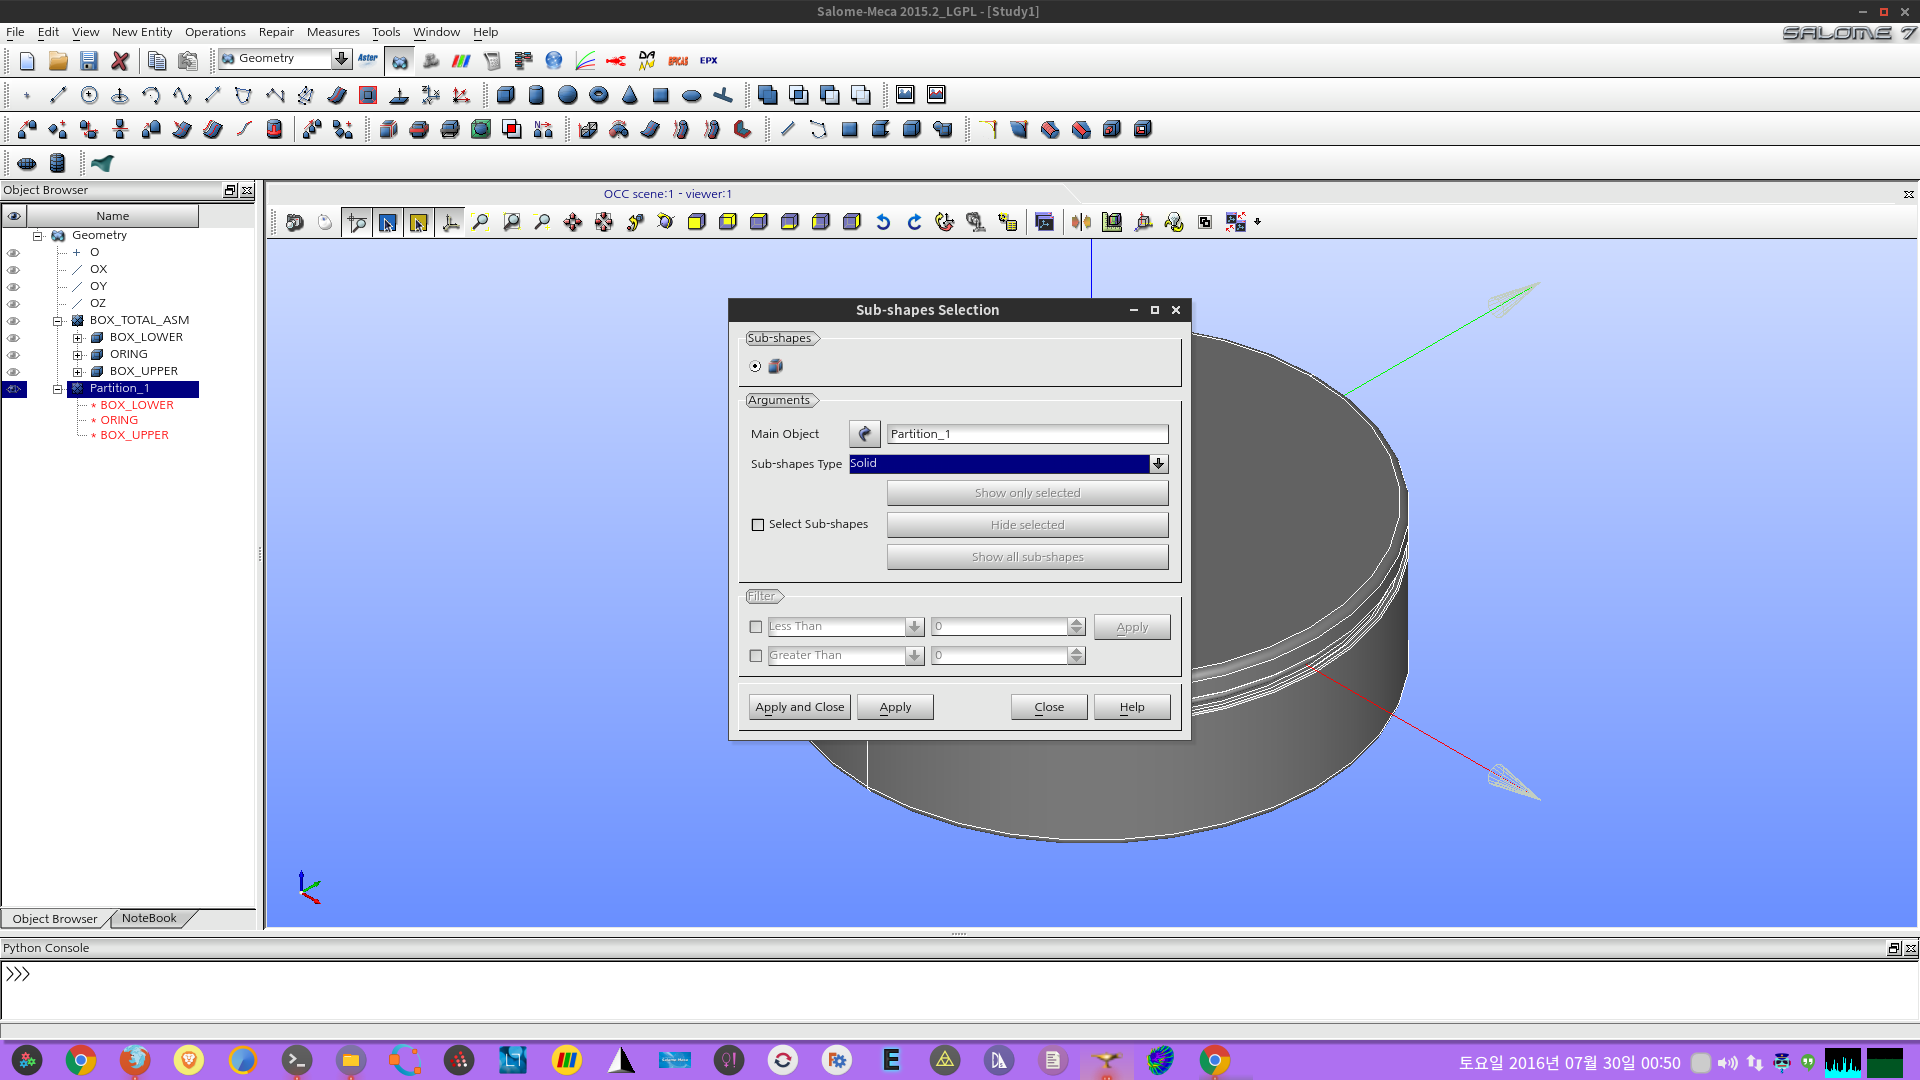 Salome-Meca 2015.2_LGPL - [Study1]
File Edit View New Entity Operations Repair Measures Tools Window Help
SALOME 7
Geometry
Aster
EFICAS
EPX
Object Browser
OCC scene:1 - viewer:1
Name
Geometry
O
OX
OY
OZ
BOX_TOTAL_ASM
BOX_LOWER
ORING
BOX_UPPER
Partition_1
* BOX_LOWER
* ORING
* BOX_UPPER
Sub-shapes Selection
Sub-shapes
Arguments
Main Object
Partition_1
Sub-shapes Type
Solid
Show only selected
Select Sub-shapes
Hide selected
Show all sub-shapes
Filter
Less Than
0
Apply
Greater Than
0
Apply and Close
Apply
Close
Help
Object Browser
NoteBook
Python Console
>>>
토요일 2016년 07월 30일 00:50